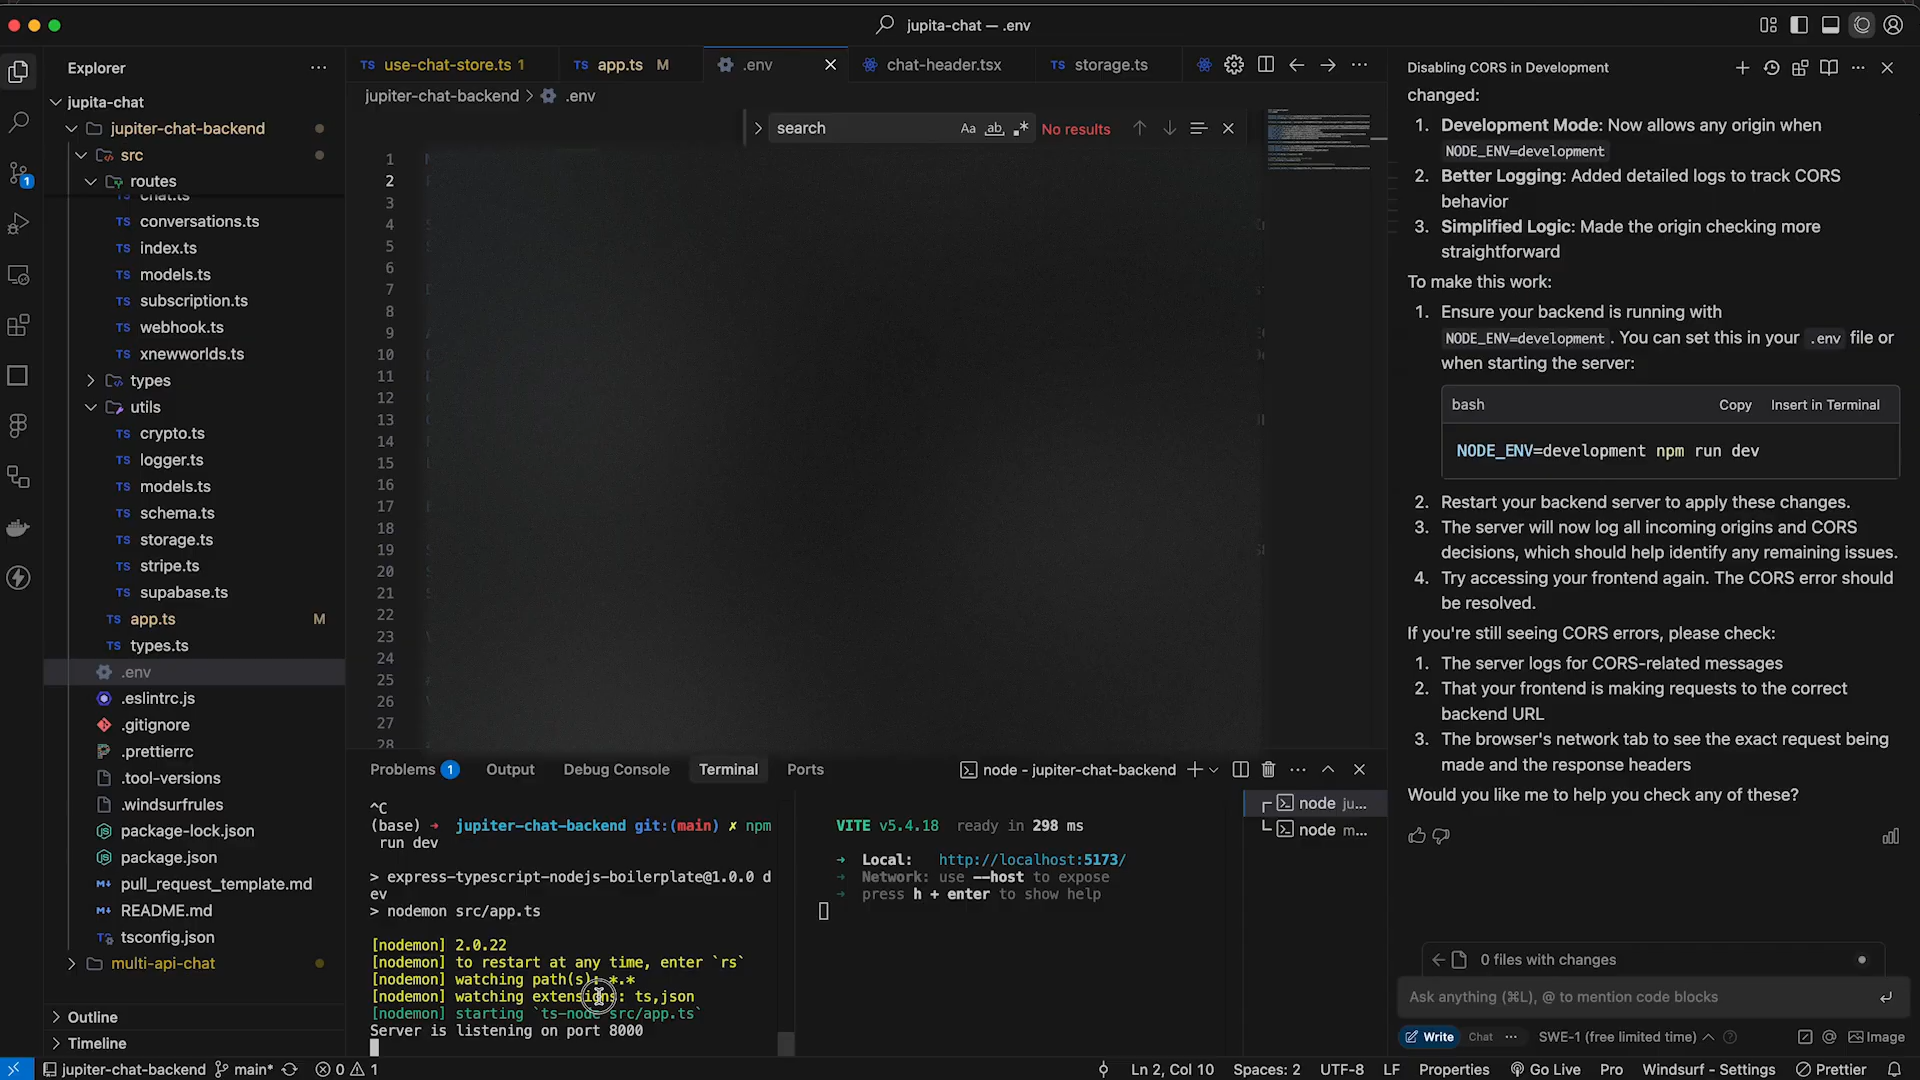 jupita-chat — .env
Explorer
jupita-chat
jupiter-chat-backend
src
routes
chat.ts
conversations.ts
index.ts
models.ts
subscription.ts
webhook.ts
xnewworlds.ts
types
utils
crypto.ts
logger.ts
models.ts
schema.ts
storage.ts
stripe.ts
supabase.ts
app.ts M
types.ts
.env
.eslintrc.js
.gitignore
.prettierrc
.tool-versions
.windsurfrules
package-lock.json
package.json
pull_request_template.md
README.md
tsconfig.json
multi-api-chat
Outline
Timeline
use-chat-store.ts 1
app.ts M
.env
chat-header.tsx
storage.ts
jupiter-chat-backend > .env
search
Aa ab .* No results
1
2
3
4
5
6
7
8
9
10
11
12
13
14
15
16
17
18
19
20
21
22
23
24
25
26
27
28
Problems 1 Output Debug Console Terminal Ports
node - jupiter-chat-backend
^C
(base) → jupiter-chat-backend git:(main) ✗ npm
run dev
> express-typescript-nodejs-boilerplate@1.0.0 d
ev
> nodemon src/app.ts
[nodemon] 2.0.22
[nodemon] to restart at any time, enter `rs`
[nodemon] watching path(s): *.*
[nodemon] watching extensions: ts,json
[nodemon] starting `ts-node src/app.ts`
Server is listening on port 8000
VITE v5.4.18 ready in 298 ms
→ Local: http://localhost:5173/
→ Network: use --host to expose
→ press h + enter to show help
node ju...
node m...
Disabling CORS in Development
changed:
1. Development Mode: Now allows any origin when
NODE_ENV=development
2. Better Logging: Added detailed logs to track CORS
behavior
3. Simplified Logic: Made the origin checking more
straightforward
To make this work:
1. Ensure your backend is running with
NODE_ENV=development . You can set this in your .env file or
when starting the server:
bash Copy Insert in Terminal
NODE_ENV=development npm run dev
2. Restart your backend server to apply these changes.
3. The server will now log all incoming origins and CORS
decisions, which should help identify any remaining issues.
4. Try accessing your frontend again. The CORS error should
be resolved.
If you're still seeing CORS errors, please check:
1. The server logs for CORS-related messages
2. That your frontend is making requests to the correct
backend URL
3. The browser's network tab to see the exact request being
made and the response headers
Would you like me to help you check any of these?
0 files with changes
Ask anything (⌘L), @ to mention code blocks
Write Chat ... SWE-1 (free limited time) Image
jupiter-chat-backend main* 0 1
Ln 2, Col 10 Spaces: 2 UTF-8 LF Properties Go Live Pro Windsurf - Settings Prettier